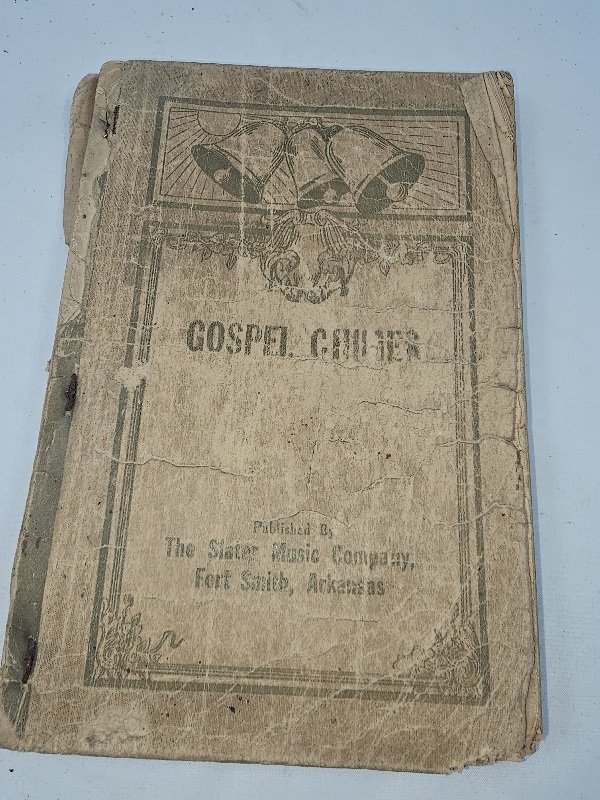 GOSPEL CHIMES
Published By
The Slater Music Company,
Fort Smith, Arkansas